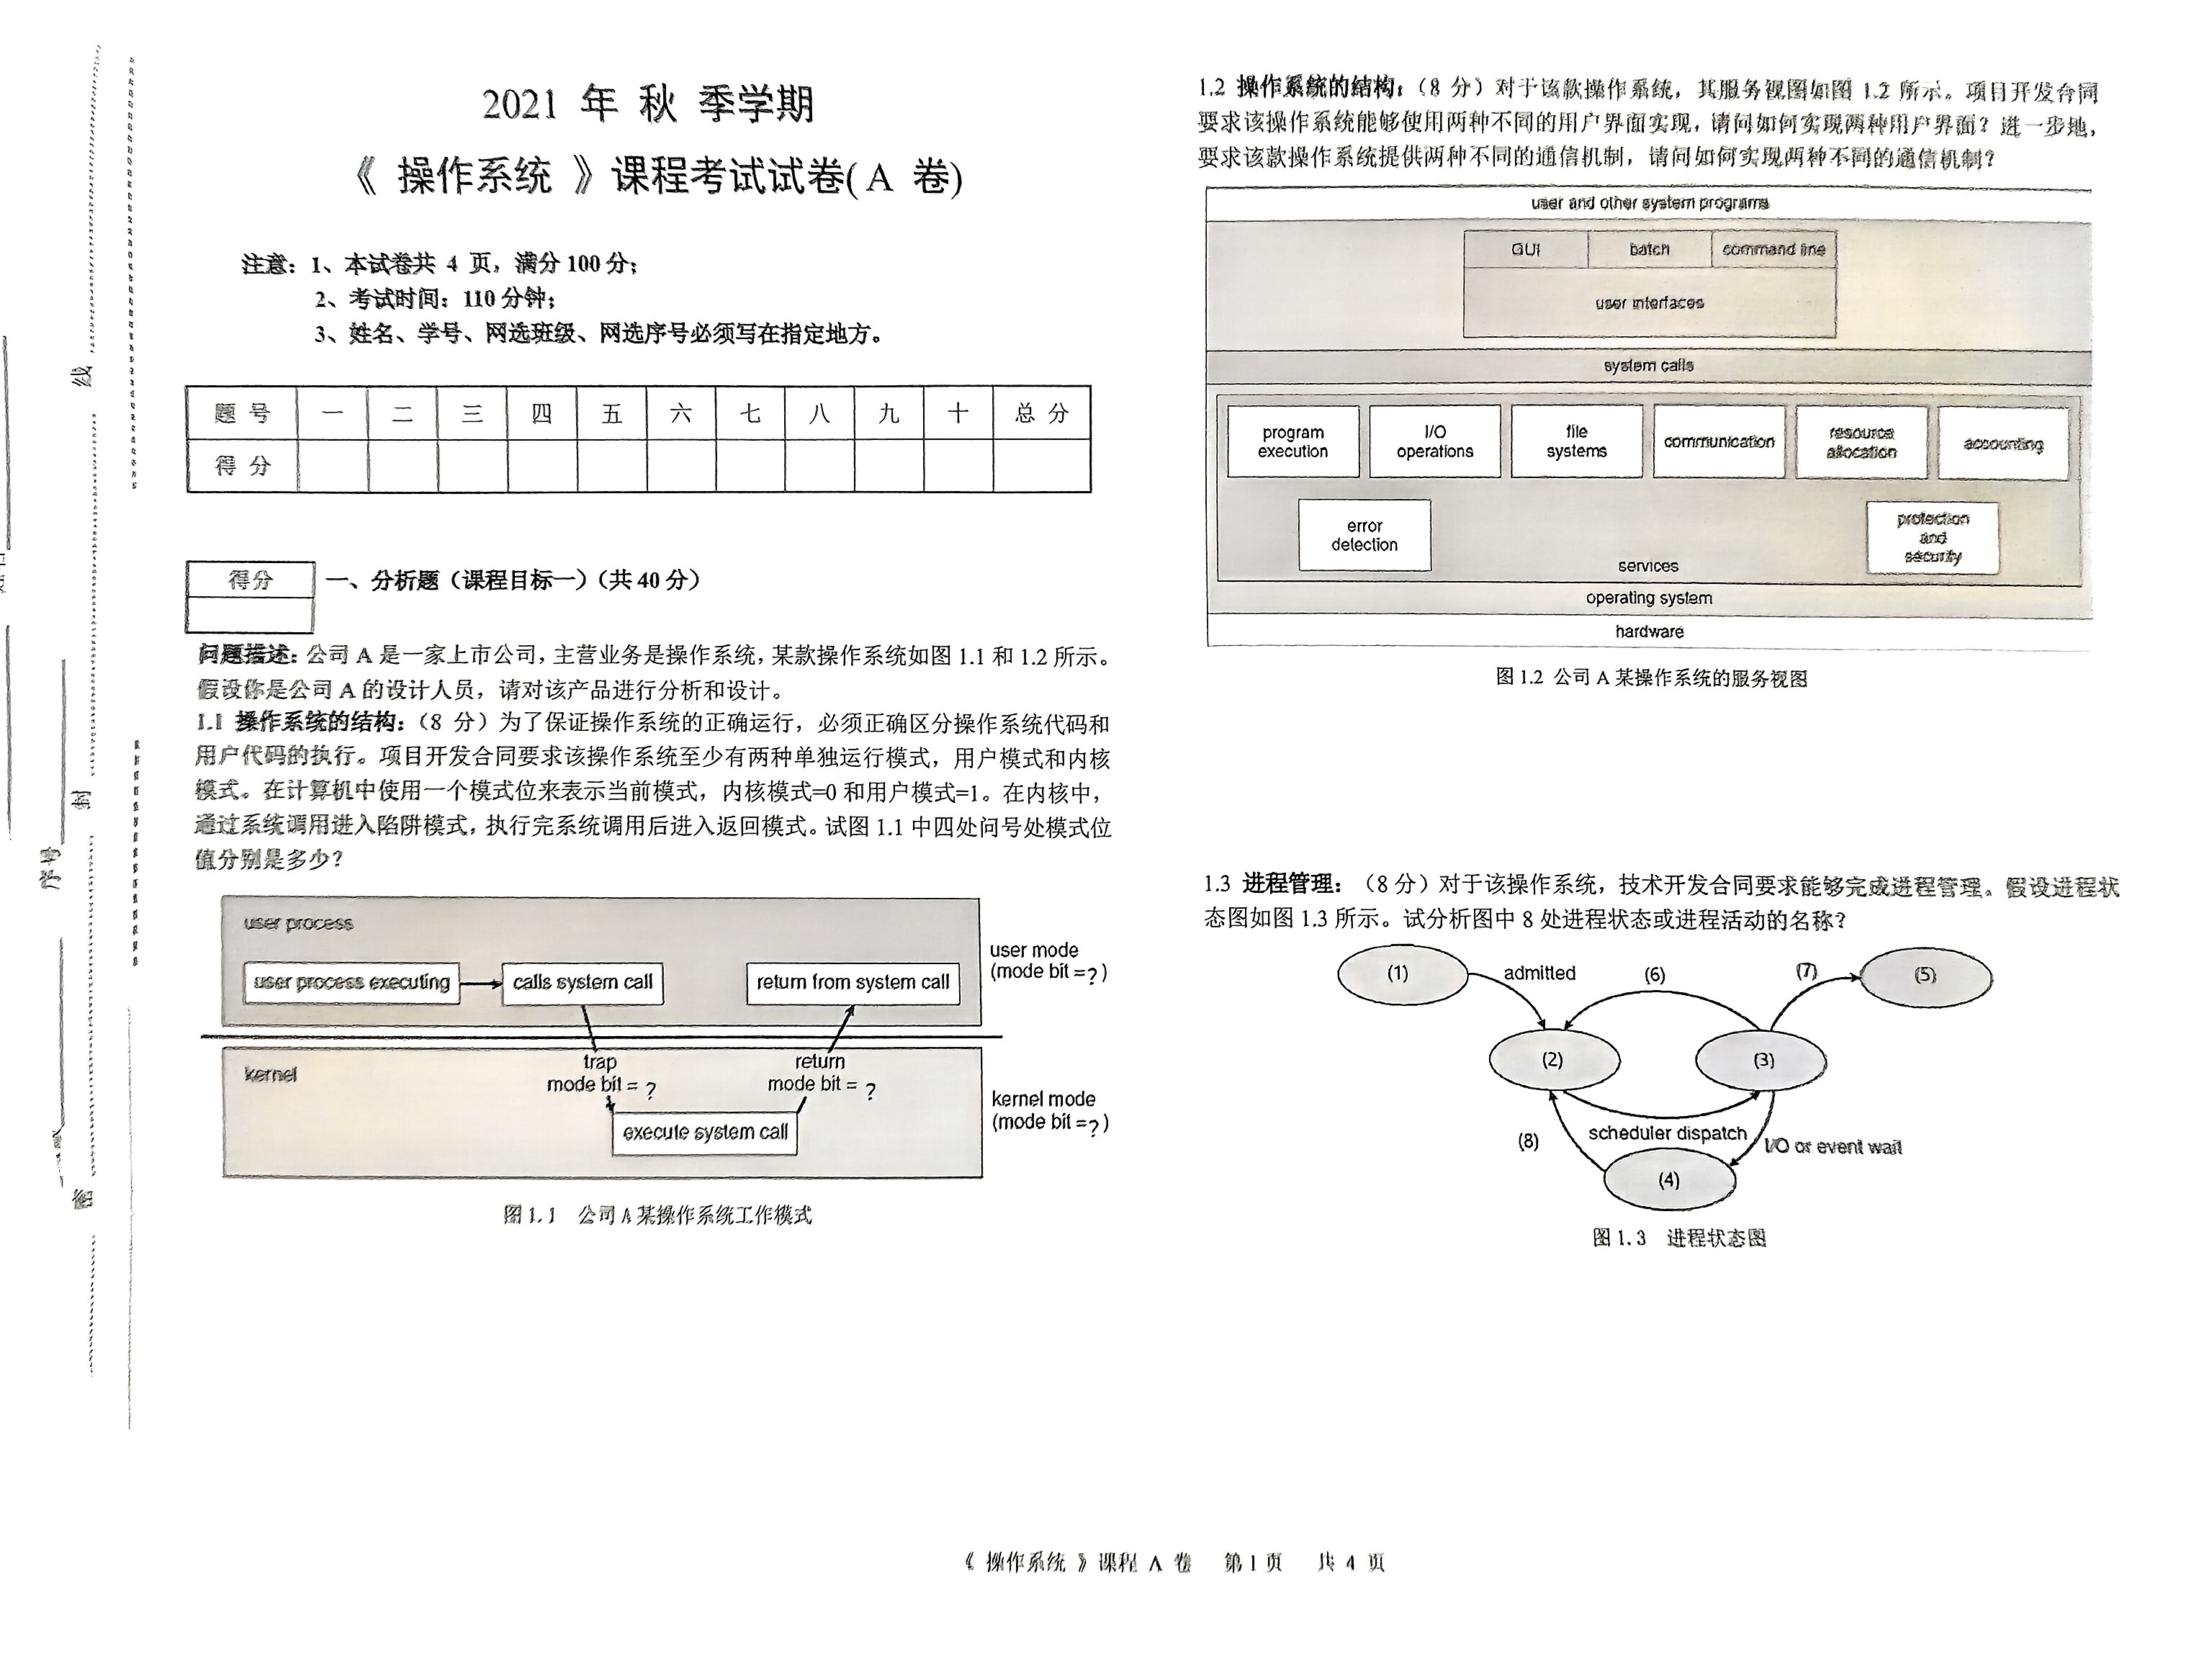 2021 年 秋 季学期
《 操作系统 》课程考试试卷(A 卷)
注意：1、本试卷共 4 页，满分 100 分；
2、考试时间：110 分钟；
3、姓名、学号、网选班级、网选序号必须写在指定地方。
题 号 一 二 三 四 五 六 七 八 九 十 总 分
得 分
得分
一、分析题（课程目标一）（共 40 分）
问题描述：公司 A 是一家上市公司，主营业务是操作系统，某款操作系统如图 1.1 和 1.2 所示。
假设你是公司 A 的设计人员，请对该产品进行分析和设计。
1.1 操作系统的结构：（8 分）为了保证操作系统的正确运行，必须正确区分操作系统代码和
用户代码的执行。项目开发合同要求该操作系统至少有两种单独运行模式，用户模式和内核
模式。在计算机中使用一个模式位来表示当前模式，内核模式=0 和用户模式=1。在内核中，
通过系统调用进入陷阱模式，执行完系统调用后进入返回模式。试图 1.1 中四处问号处模式位
值分别是多少？
user process
user process executing
calls system call
return from system call
user mode
(mode bit =?)
kernel
trap
mode bit = ?
return
mode bit = ?
execute system call
kernel mode
(mode bit =?)
图 1.1 公司 A 某操作系统工作模式
1.2 操作系统的结构：（8 分）对于该款操作系统，其服务视图如图 1.2 所示。项目开发合同
要求该操作系统能够使用两种不同的用户界面实现，请问如何实现两种用户界面？进一步地，
要求该款操作系统提供两种不同的通信机制，请问如何实现两种不同的通信机制？
user and other system programs
GUI batch command line
user interfaces
system calls
program
execution
I/O
operations
file
systems
communication
resource
allocation
accounting
error
detection
protection
and
security
services
operating system
hardware
图 1.2 公司 A 某操作系统的服务视图
1.3 进程管理：（8 分）对于该操作系统，技术开发合同要求能够完成进程管理。假设进程状
态图如图 1.3 所示。试分析图中 8 处进程状态或进程活动的名称？
(1)
admitted
(6)
(7)
(5)
(2)
(3)
(8)
scheduler dispatch
I/O or event wait
(4)
图 1.3 进程状态图
《 操作系统 》课程 A 卷 第 1 页 共 4 页
线
封
序号
密